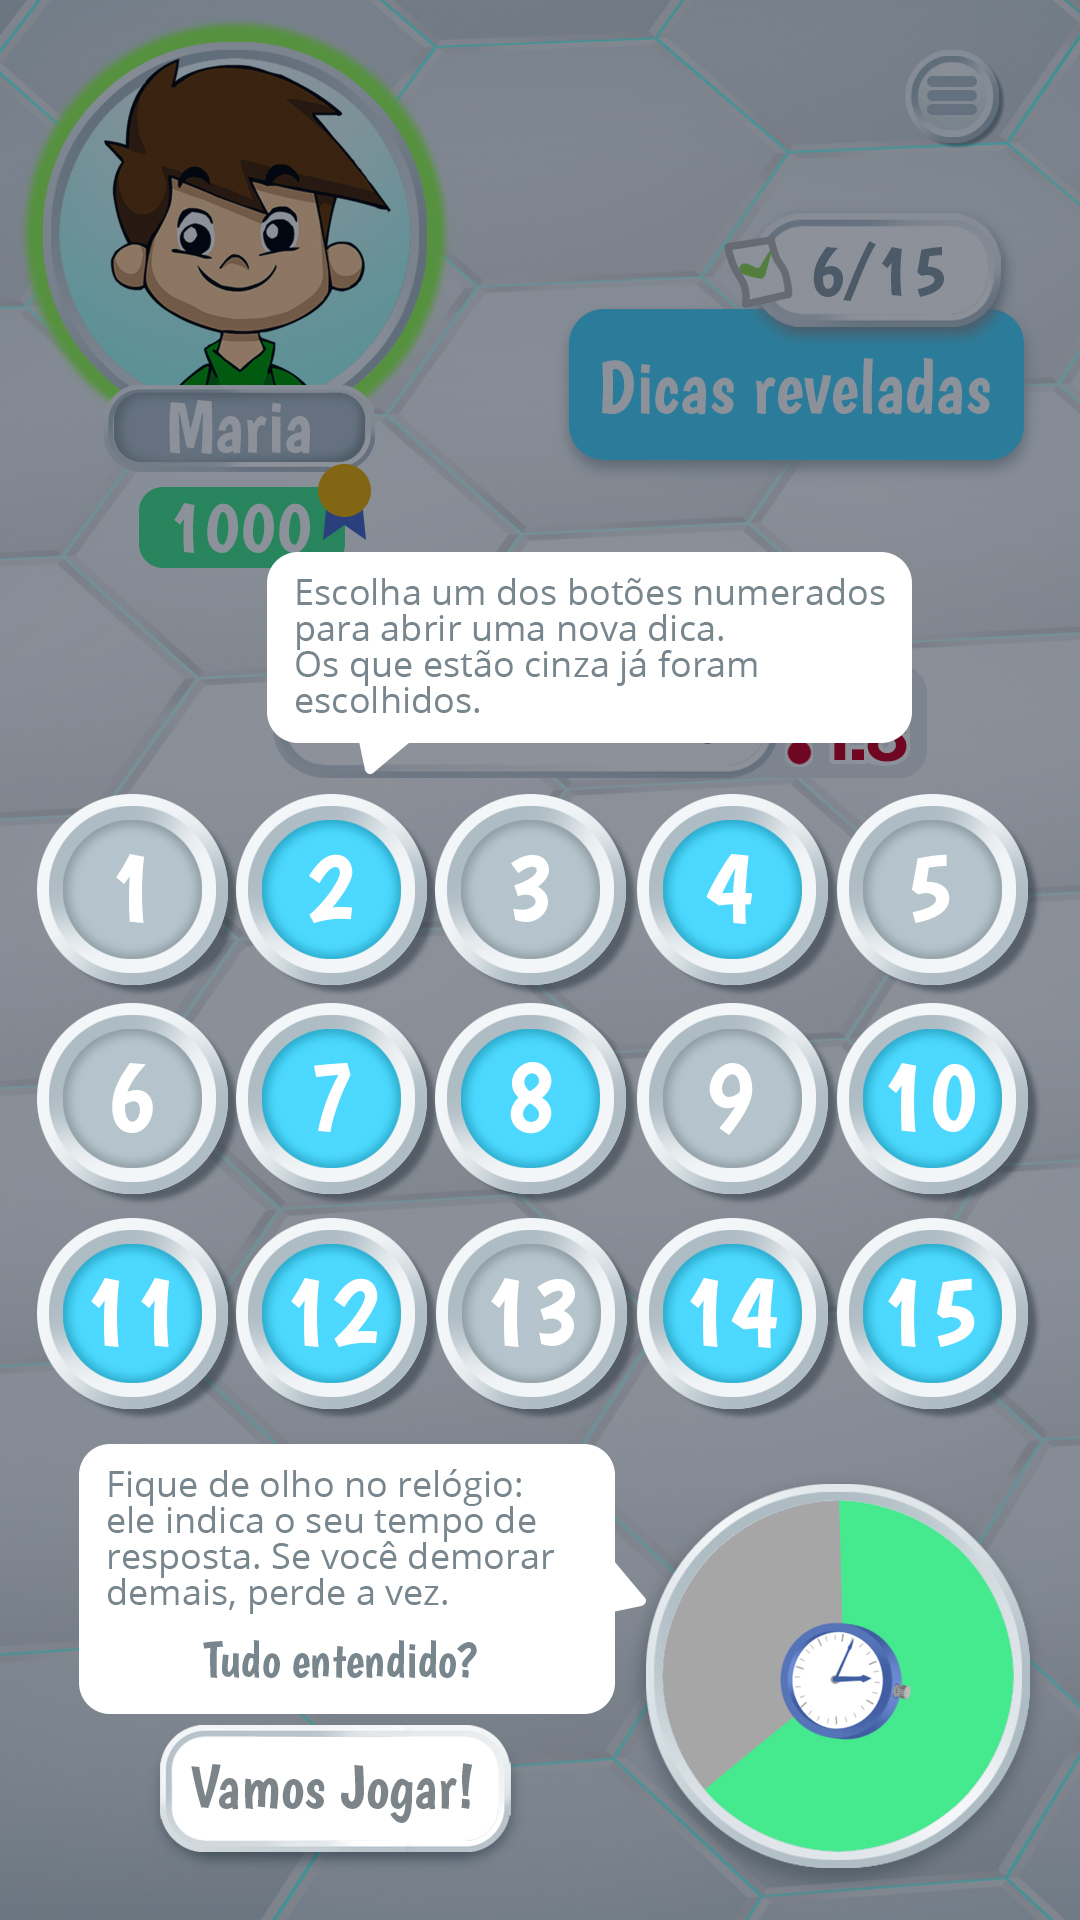 6/15
Dicas reveladas
Maria
1000
Escolha um dos botões numerados
para abrir uma nova dica.
Os que estão cinza já foram
escolhidos.
1 2 3 4 5
6 7 8 9 10
11 12 13 14 15
Fique de olho no relógio:
ele indica o seu tempo de
resposta. Se você demorar
demais, perde a vez.
Tudo entendido?
Vamos Jogar!